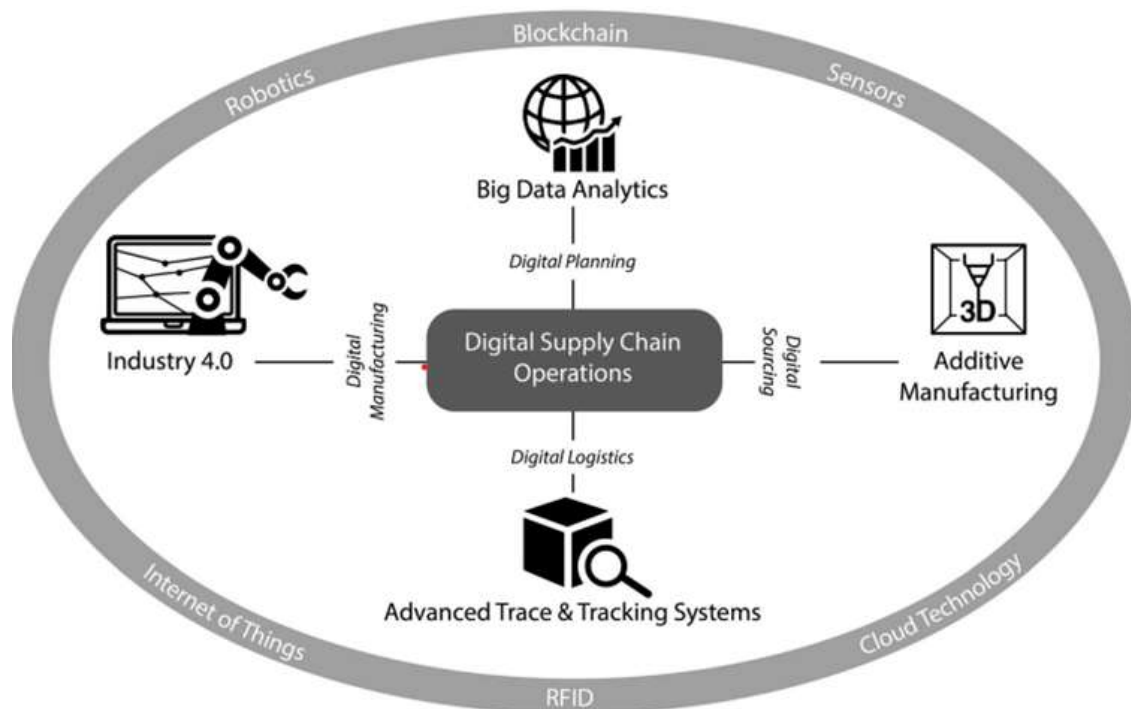 Blockchain
Robotics
Sensors
Big Data Analytics
Digital Planning
3D
Industry 4.0
Digital
Manufacturing
Digital Supply Chain
Operations
Digital
Sourcing
Additive
Manufacturing
Digital Logistics
Advanced Trace & Tracking Systems
Internet of Things
Cloud Technology
RFID